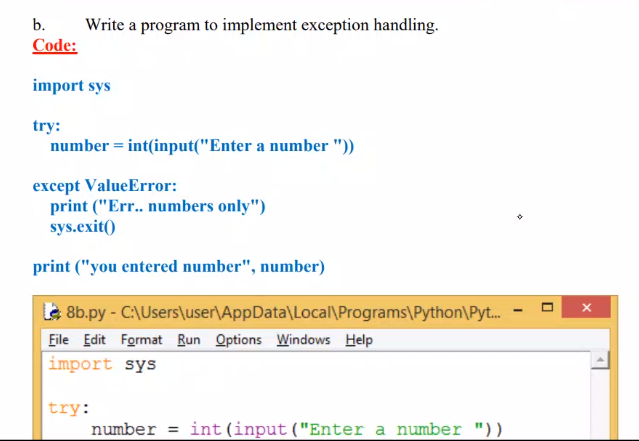 b. Write a program to implement exception handling.
Code:
import sys
try:
number = int(input("Enter a number "))
except ValueError:
print ("Err.. numbers only")
sys.exit()
print ("you entered number", number)
8b.py - C:\Users\user\AppData\Local\Programs\Python\Pyt...
File Edit Format Run Options Windows Help
import sys
try:
number = int(input("Enter a number "))